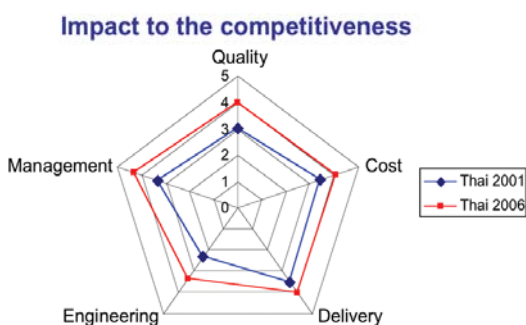 Impact to the competitiveness
Quality
5
4
3
2
1
0
Management
Cost
Engineering
Delivery
Thai 2001
Thai 2006